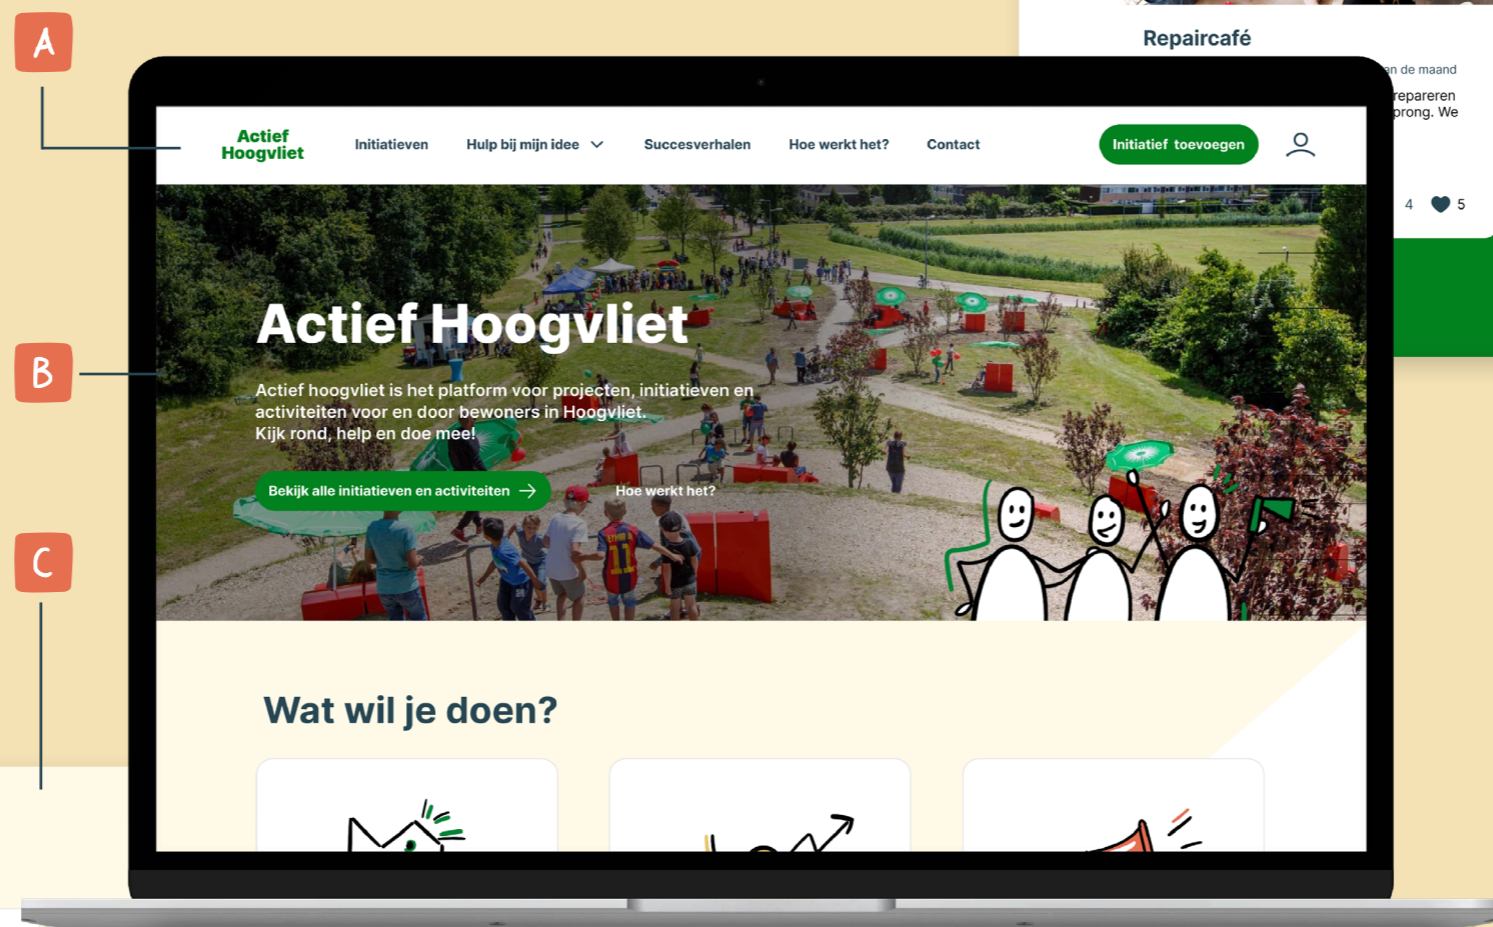 A
Repaircafé
an de maand
repareren
prong. We
4 5
Actief
Hoogvliet
Initiatieven
Hulp bij mijn idee
Succesverhalen
Hoe werkt het?
Contact
Initiatief toevoegen
B
Actief Hoogvliet
Actief hoogvliet is het platform voor projecten, initiatieven en
activiteiten voor en door bewoners in Hoogvliet.
Kijk rond, help en doe mee!
Bekijk alle initiatieven en activiteiten
Hoe werkt het?
11
C
Wat wil je doen?